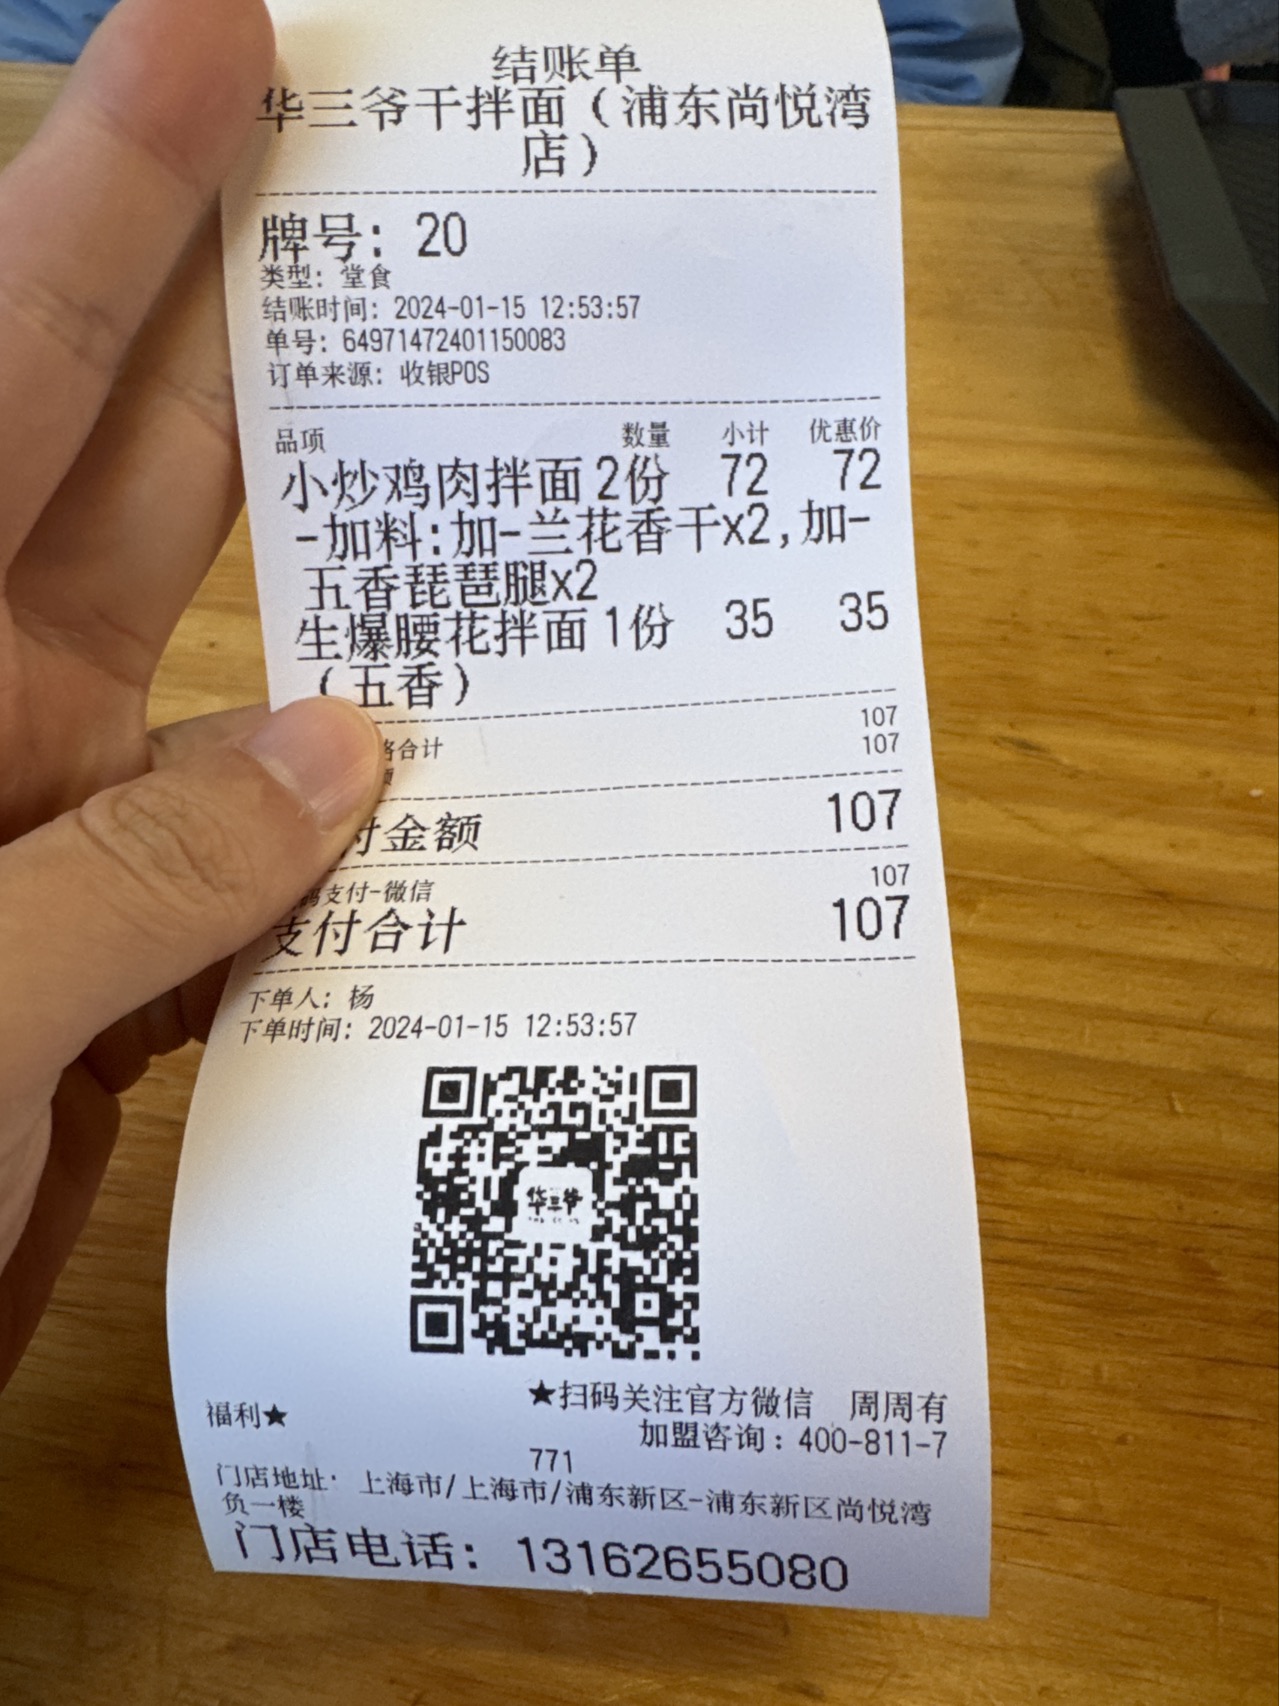 结账单
华三爷干拌面（浦东尚悦湾
店）
牌号: 20
类型: 堂食
结账时间: 2024-01-15 12:53:57
单号: 64971472401150083
订单来源: 收银POS
品项 数量 小计 优惠价
小炒鸡肉拌面 2份 72 72
-加料:加-兰花香干x2,加-
五香琵琶腿x2
生爆腰花拌面 1份 35 35
（五香）
合计 107
额 107
付金额 107
码支付-微信 107
支付合计 107
下单人: 杨
下单时间: 2024-01-15 12:53:57
华三爷
★扫码关注官方微信 周周有
福利★
加盟咨询: 400-811-7
771
门店地址: 上海市/上海市/浦东新区-浦东新区尚悦湾
负一楼
门店电话: 13162655080